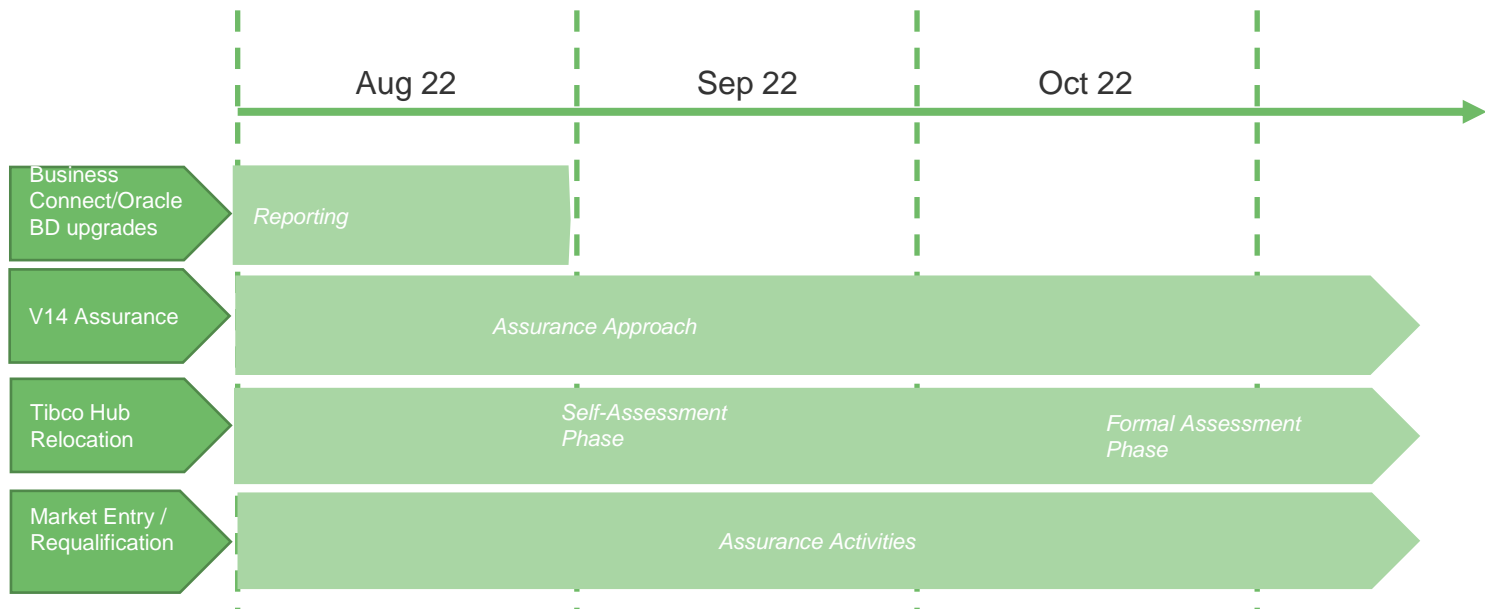 Aug 22
Sep 22
Oct 22
Business
Connect/Oracle
BD upgrades
Reporting
V14 Assurance
Assurance Approach
Tibco Hub
Relocation
Self-Assessment
Phase
Formal Assessment
Phase
Market Entry /
Requalification
Assurance Activities